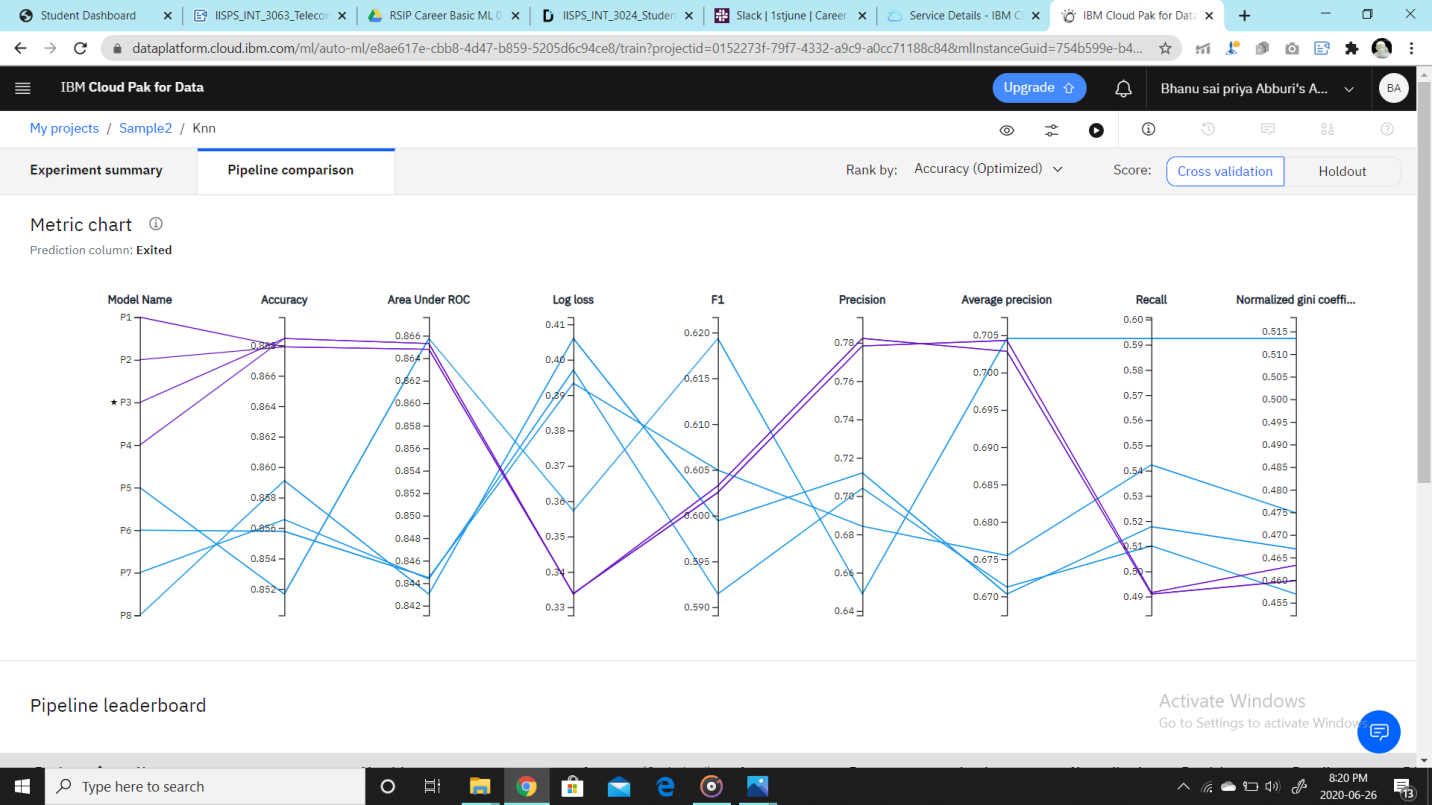 Student Dashboard
IISPS_INT_3063_Telecon
RSIP Career Basic ML 0
IISPS_INT_3024_Studen
Slack | 1stjune | Career
Service Details - IBM Cl
IBM Cloud Pak for Data
dataplatform.cloud.ibm.com/ml/auto-ml/e8ae617e-cbb8-4d47-b859-5205d6c94ce8/train?projectid=0152273f-79f7-4332-a9c9-a0cc71188c84&mlInstanceGuid=754b599e-b4...
IBM Cloud Pak for Data
Upgrade
Bhanu sai priya Abburi's A...
BA
My projects / Sample2 / Knn
Experiment summary
Pipeline comparison
Rank by: Accuracy (Optimized)
Score: Cross validation Holdout
Metric chart
Prediction column: Exited
Model Name
P1
P2
★ P3
P4
P5
P6
P7
P8
Accuracy
0.868
0.866
0.864
0.862
0.860
0.858
0.856
0.854
0.852
Area Under ROC
0.866
0.864
0.862
0.860
0.858
0.856
0.854
0.852
0.850
0.848
0.846
0.844
0.842
Log loss
0.41
0.40
0.39
0.38
0.37
0.36
0.35
0.34
0.33
F1
0.620
0.615
0.610
0.605
0.600
0.595
0.590
Precision
0.78
0.76
0.74
0.72
0.70
0.68
0.66
0.64
Average precision
0.705
0.700
0.695
0.690
0.685
0.680
0.675
0.670
Recall
0.60
0.59
0.58
0.57
0.56
0.55
0.54
0.53
0.52
0.51
0.50
0.49
Normalized gini coeffi...
0.515
0.510
0.505
0.500
0.495
0.490
0.485
0.480
0.475
0.470
0.465
0.460
0.455
Pipeline leaderboard
Activate Windows
Go to Settings to activate Windows
Type here to search
8:20 PM
2020-06-26
13